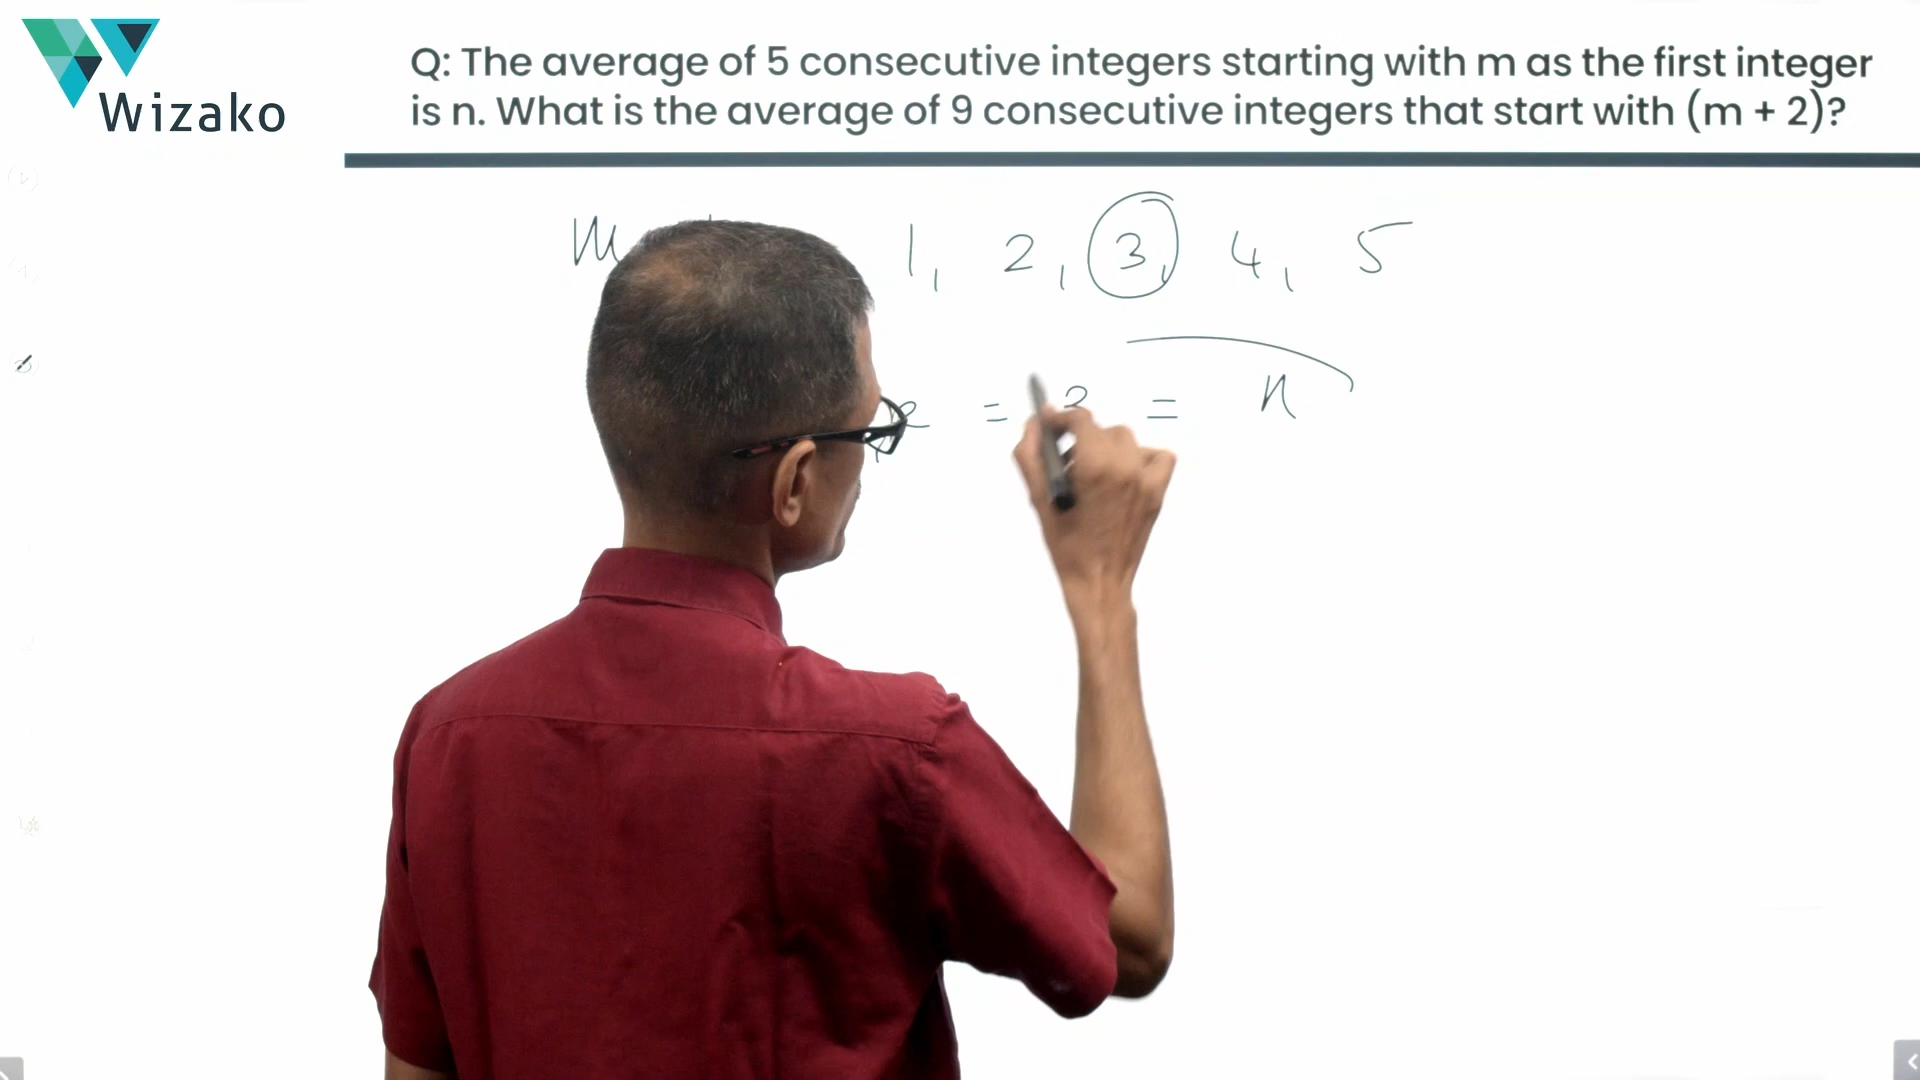 Wizako
Q: The average of 5 consecutive integers starting with m as the first integer
is n. What is the average of 9 consecutive integers that start with (m + 2)?
m 1, 2, 3, 4, 5
= 3 = n